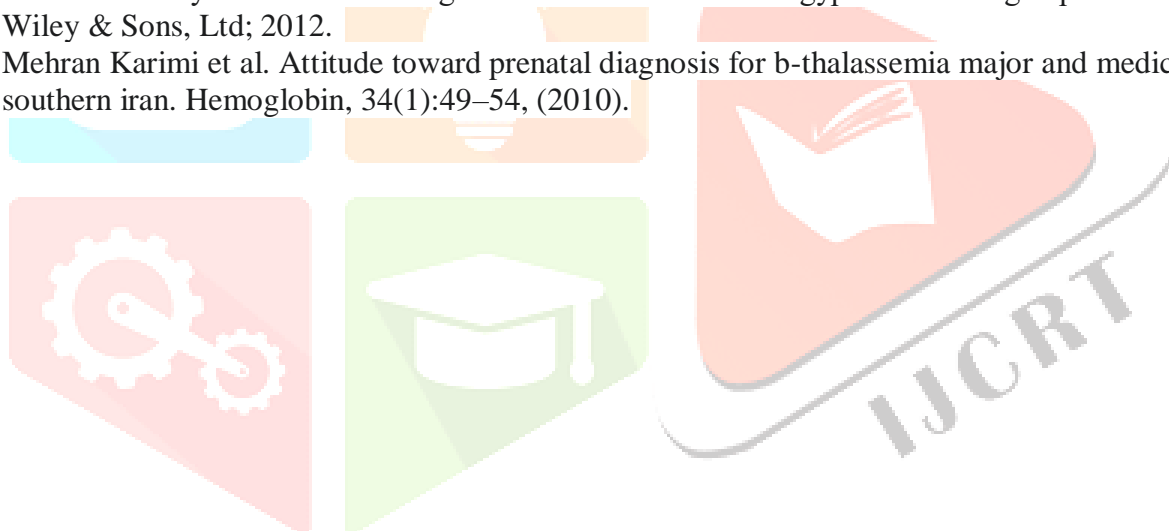 Wiley & Sons, Ltd; 2012.
Mehran Karimi et al. Attitude toward prenatal diagnosis for b-thalassemia major and medic
southern iran. Hemoglobin, 34(1):49–54, (2010).
IJCRT